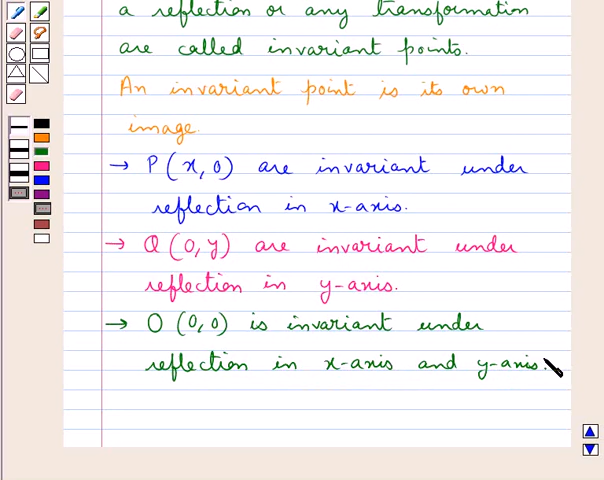 a reflection or any transformation
are called invariant points.
An invariant point is its own
image.
→ P(x,0) are invariant under
reflection in x-axis.
→ Q(0,y) are invariant under
reflection in y-axis.
→ O(0,0) is invariant under
reflection in x-axis and y-axis.